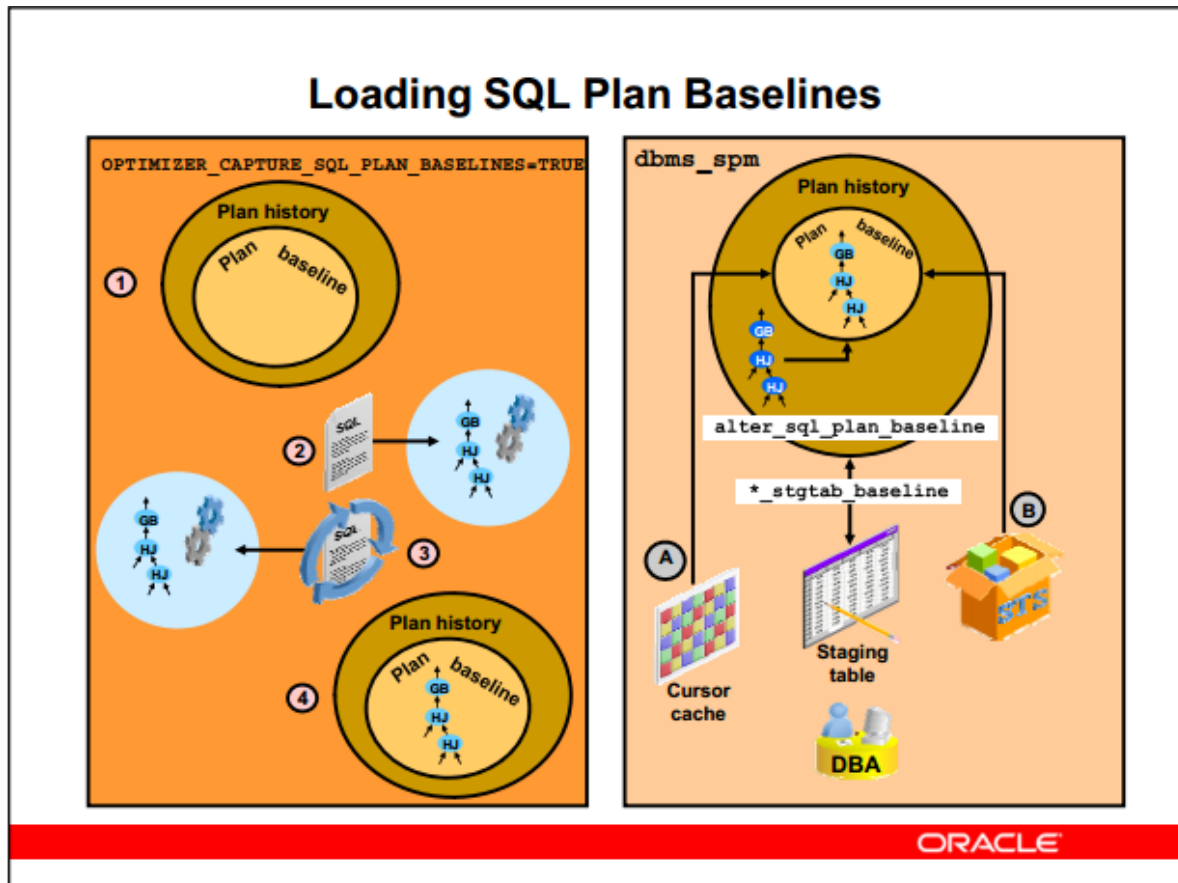 Loading SQL Plan Baselines
OPTIMIZER_CAPTURE_SQL_PLAN_BASELINES=TRUE
Plan history
Plan baseline
1
2
SQL
GB
HJ
HJ
GB
HJ
HJ
SQL
3
Plan history
Plan baseline
4
GB
HJ
HJ
dbms_spm
Plan history
Plan baseline
GB
HJ
HJ
GB
HJ
HJ
alter_sql_plan_baseline
*_stgtab_baseline
A
B
STS
Cursor
cache
Staging
table
DBA
ORACLE